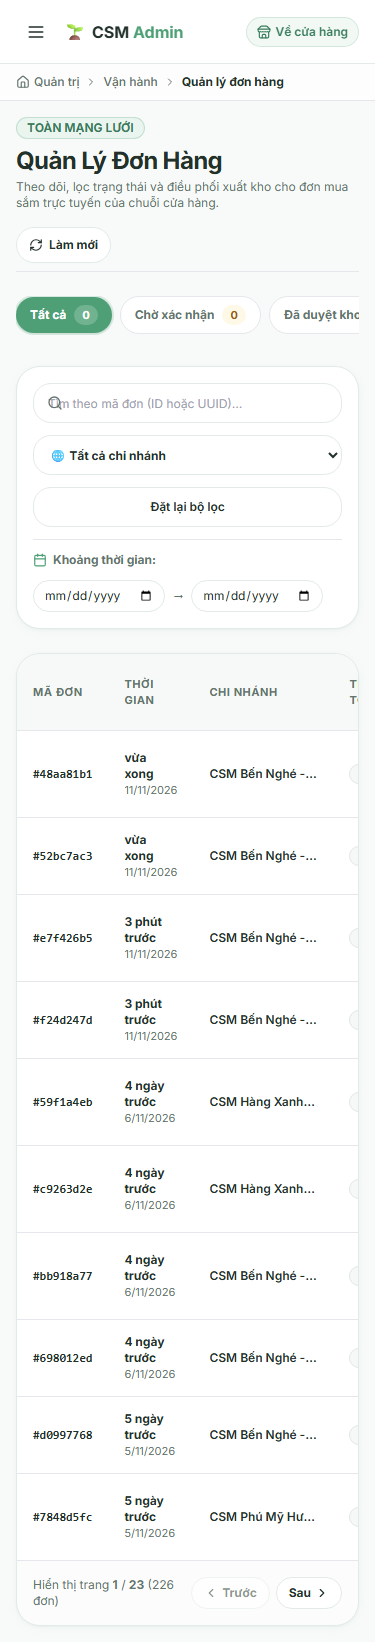 CSM Admin
Về cửa hàng
Quản trị > Vận hành > Quản lý đơn hàng
TOÀN MẠNG LƯỚI
Quản Lý Đơn Hàng
Theo dõi, lọc trạng thái và điều phối xuất kho cho đơn mua
sắm trực tuyến của chuỗi cửa hàng.
Làm mới
Tất cả 0 Chờ xác nhận 0 Đã duyệt kho
theo mã đơn (ID hoặc UUID)...
Tất cả chi nhánh
Đặt lại bộ lọc
Khoảng thời gian:
mm/dd/yyyy → mm/dd/yyyy
MÃ ĐƠN THỜI GIAN CHI NHÁNH
#48aa81b1 vừa xong 11/11/2026 CSM Bến Nghé -...
#52bc7ac3 vừa xong 11/11/2026 CSM Bến Nghé -...
#e7f426b5 3 phút trước 11/11/2026 CSM Bến Nghé -...
#f24d247d 3 phút trước 11/11/2026 CSM Bến Nghé -...
#59f1a4eb 4 ngày trước 6/11/2026 CSM Hàng Xanh...
#c9263d2e 4 ngày trước 6/11/2026 CSM Hàng Xanh...
#bb918a77 4 ngày trước 6/11/2026 CSM Bến Nghé -...
#698012ed 4 ngày trước 6/11/2026 CSM Bến Nghé -...
#d0997768 5 ngày trước 5/11/2026 CSM Bến Nghé -...
#7848d5fc 5 ngày trước 5/11/2026 CSM Phú Mỹ Hư...
Hiển thị trang 1 / 23 (226
đơn)
Trước
Sau